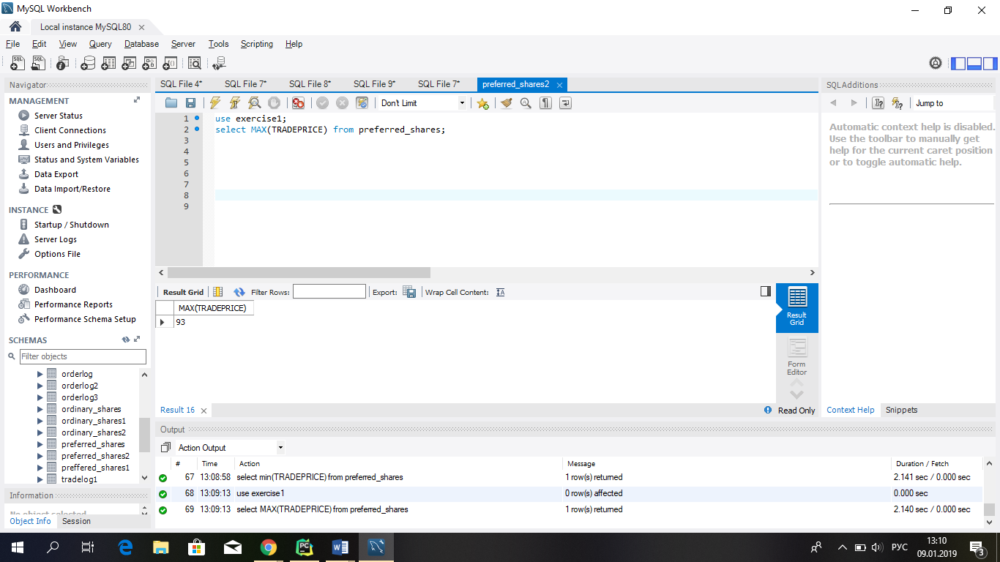 MySQL Workbench
Local instance MySQL80
File Edit View Query Database Server Tools Scripting Help
Navigator
MANAGEMENT
Server Status
Client Connections
Users and Privileges
Status and System Variables
Data Export
Data Import/Restore
INSTANCE
Startup / Shutdown
Server Logs
Options File
PERFORMANCE
Dashboard
Performance Reports
Performance Schema Setup
SCHEMAS
Filter objects
orderlog
orderlog2
orderlog3
ordinary_shares
ordinary_shares1
ordinary_shares2
preferred_shares
preferred_shares2
preffered_shares1
tradelog1
Information
No object selected
Object Info Session
SQL File 4* SQL File 7* SQL File 8* SQL File 9* SQL File 7* preferred_shares2
Don't Limit
1 use exercise1;
2 select MAX(TRADEPRICE) from preferred_shares;
3
4
5
6
7
8
9
Result Grid Filter Rows: Export: Wrap Cell Content:
MAX(TRADEPRICE)
93
Result Grid
Form Editor
Result 16 Read Only
SQLAdditions
Jump to
Automatic context help is disabled.
Use the toolbar to manually get
help for the current caret position
or to toggle automatic help.
Context Help Snippets
Output
Action Output
# Time Action Message Duration / Fetch
67 13:08:58 select min(TRADEPRICE) from preferred_shares 1 row(s) returned 2.141 sec / 0.000 sec
68 13:09:13 use exercise1 0 row(s) affected 0.000 sec
69 13:09:13 select MAX(TRADEPRICE) from preferred_shares 1 row(s) returned 2.140 sec / 0.000 sec
РУС
13:10
09.01.2019
3